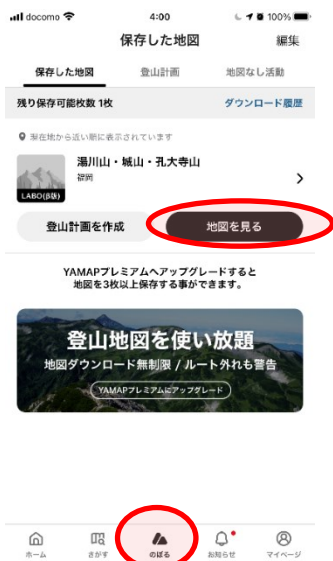 docomo 4:00 100%
保存した地図 編集
保存した地図 登山計画 地図なし活動
残り保存可能枚数 1枚 ダウンロード履歴
現在地から近い順に表示されています
湯川山・城山・孔大寺山
福岡
LABO(β版)
登山計画を作成 地図を見る
YAMAPプレミアムへアップグレードすると
地図を3枚以上保存する事ができます。
登山地図を使い放題
地図ダウンロード無制限 / ルート外れも警告
YAMAPプレミアムにアップグレード
ホーム さがす のぼる お知らせ マイページ